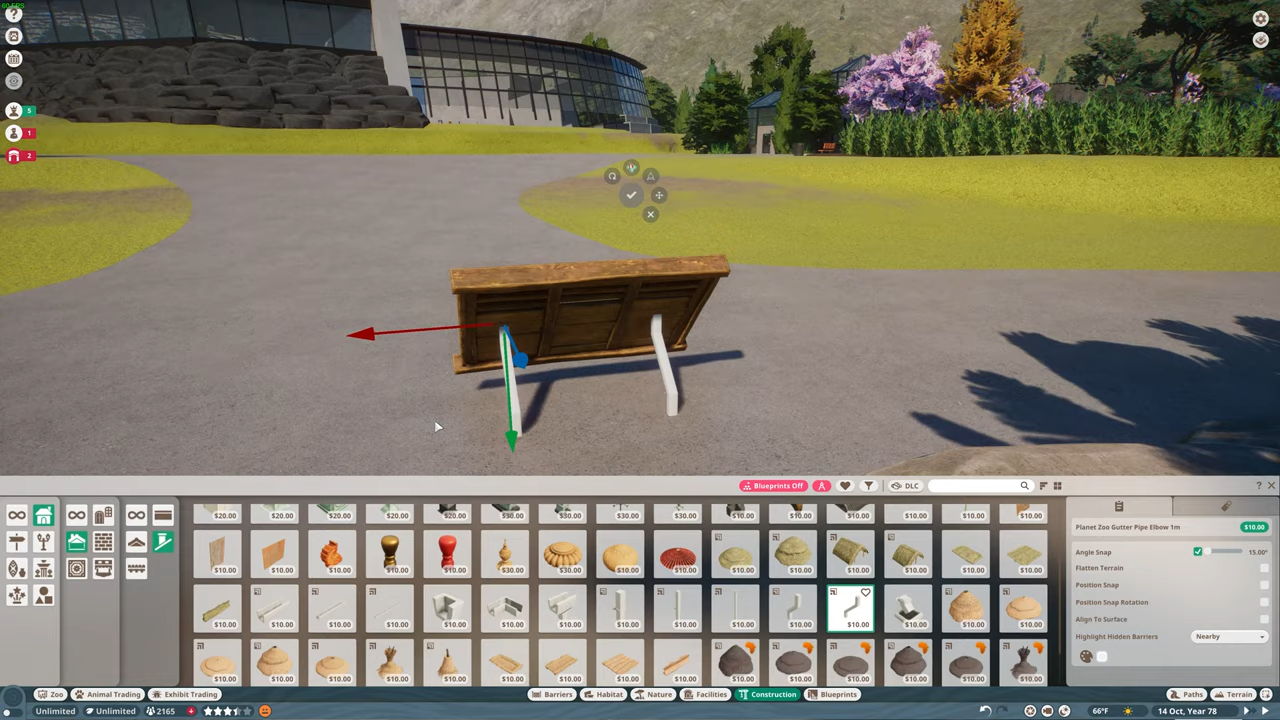 60 FPS
?
5
1
2
Blueprints Off
DLC
? ×
$20.00 $20.00 $20.00 $20.00 $20.00 $30.00 $30.00 $30.00 $30.00 $10.00 $10.00 $10.00 $10.00 $10.00 $10.00
$10.00 $10.00 $10.00 $10.00 $10.00 $30.00 $10.00 $10.00 $10.00 $10.00 $10.00 $10.00 $10.00 $10.00 $10.00
$10.00 $10.00 $10.00 $10.00 $10.00 $10.00 $10.00 $10.00 $10.00 $10.00 $10.00 $10.00 $10.00 $10.00 $10.00
$10.00 $10.00 $10.00 $10.00 $10.00 $10.00 $10.00 $10.00 $10.00 $10.00 $10.00 $10.00 $10.00 $10.00 $10.00
Planet Zoo Gutter Pipe Elbow 1m $10.00
Angle Snap 15.00°
Flatten Terrain
Position Snap
Position Snap Rotation
Align To Surface
Highlight Hidden Barriers Nearby
Zoo Animal Trading Exhibit Trading Barriers Habitat Nature Facilities Construction Blueprints Paths Terrain
Unlimited Unlimited 2165 66°F 14 Oct, Year 78